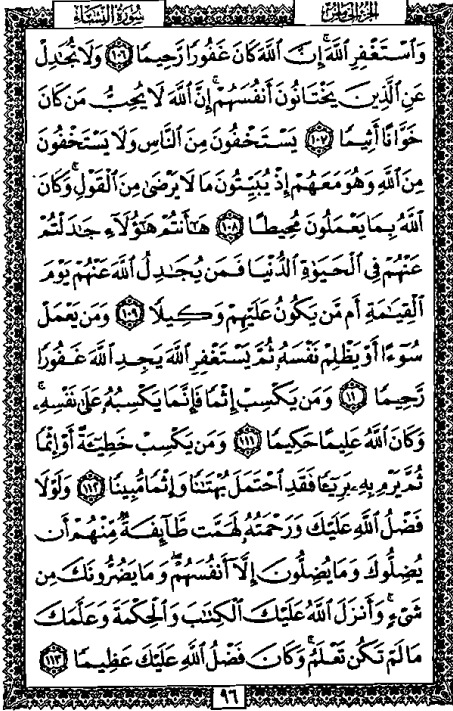 الجزء الخامس
سورة النساء
وَٱسْتَغْفِرِ ٱللَّهَ ۖ إِنَّ ٱللَّهَ كَانَ غَفُورًا رَّحِيمًا ١٠٦ وَلَا تُجَٰدِلْ
عَنِ ٱلَّذِينَ يَخْتَانُونَ أَنفُسَهُمْ ۚ إِنَّ ٱللَّهَ لَا يُحِبُّ مَن كَانَ
خَوَّانًا أَثِيمًا ١٠٧ يَسْتَخْفُونَ مِنَ ٱلنَّاسِ وَلَا يَسْتَخْفُونَ
مِنَ ٱللَّهِ وَهُوَ مَعَهُمْ إِذْ يُبَيِّتُونَ مَا لَا يَرْضَىٰ مِنَ ٱلْقَوْلِ ۚ وَكَانَ
ٱللَّهُ بِمَا يَعْمَلُونَ مُحِيطًا ١٠٨ هَٰٓأَنتُمْ هَٰٓؤُلَآءِ جَٰدَلْتُمْ
عَنْهُمْ فِى ٱلْحَيَوٰةِ ٱلدُّنْيَا فَمَن يُجَٰدِلُ ٱللَّهَ عَنْهُمْ يَوْمَ
ٱلْقِيَٰمَةِ أَم مَّن يَكُونُ عَلَيْهِمْ وَكِيلًا ١٠٩ وَمَن يَعْمَلْ
سُوٓءًا أَوْ يَظْلِمْ نَفْسَهُۥ ثُمَّ يَسْتَغْفِرِ ٱللَّهَ يَجِدِ ٱللَّهَ غَفُورًا
رَّحِيمًا ١١٠ وَمَن يَكْسِبْ إِثْمًا فَإِنَّمَا يَكْسِبُهُۥ عَلَىٰ نَفْسِهِۦ ۚ
وَكَانَ ٱللَّهُ عَلِيمًا حَكِيمًا ١١١ وَمَن يَكْسِبْ خَطِيٓـَٔةً أَوْ إِثْمًا
ثُمَّ يَرْمِ بِهِۦ بَرِيٓـًٔا فَقَدِ ٱحْتَمَلَ بُهْتَٰنًا وَإِثْمًا مُّبِينًا ١١٢ وَلَوْلَا
فَضْلُ ٱللَّهِ عَلَيْكَ وَرَحْمَتُهُۥ لَهَمَّت طَّآئِفَةٌ مِّنْهُمْ أَن
يُضِلُّوكَ وَمَا يُضِلُّونَ إِلَّآ أَنفُسَهُمْ ۖ وَمَا يَضُرُّونَكَ مِن
شَىْءٍ ۚ وَأَنزَلَ ٱللَّهُ عَلَيْكَ ٱلْكِتَٰبَ وَٱلْحِكْمَةَ وَعَلَّمَكَ
مَا لَمْ تَكُن تَعْلَمُ ۚ وَكَانَ فَضْلُ ٱللَّهِ عَلَيْكَ عَظِيمًا ١١٣
٩٦